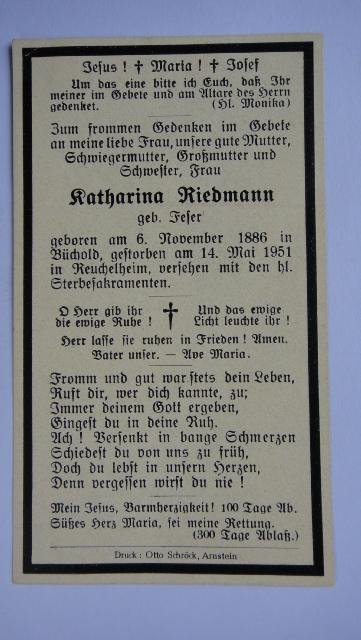 Jesus! † Maria! † Josef
Um das eine bitte ich Euch, daß Ihr
meiner im Gebete und am Altare des Herrn
gedenket. (Hl. Monika)
Zum frommen Gedenken im Gebete
an meine liebe Frau, unsere gute Mutter,
Schwiegermutter, Großmutter und
Schwester, Frau
Katharina Riedmann
geb. Feser
geboren am 6. November 1886 in
Büchold, gestorben am 14. Mai 1951
in Reuchelheim, versehen mit den hl.
Sterbesakramenten.
O Herr gib ihr
die ewige Ruhe!
†
Und das ewige
Licht leuchte ihr!
Herr lasse sie ruhen in Frieden! Amen.
Vater unser. — Ave Maria.
Fromm und gut war stets dein Leben,
Ruft dir, wer dich kannte, zu;
Immer deinem Gott ergeben,
Gingest du in deine Ruh.
Ach! Versenkt in bange Schmerzen
Schiedest du von uns zu früh,
Doch du lebst in unsern Herzen,
Denn vergessen wirst du nie!
Mein Jesus, Barmherzigkeit! 100 Tage Ab.
Süßes Herz Maria, sei meine Rettung.
(300 Tage Ablaß.)
Druck: Otto Schröck, Arnstein